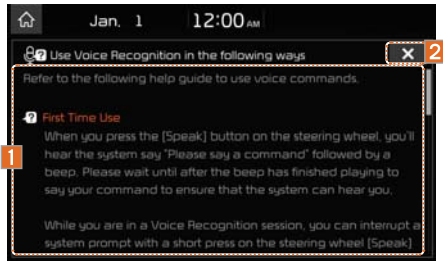 Jan. 1 12:00 AM
Use Voice Recognition in the following ways
2
Refer to the following help guide to use voice commands.
First Time Use
When you press the [Speak] button on the steering wheel, you'll
hear the system say "Please say a command" followed by a
1
beep. Please wait until after the beep has finished playing to
say your command to ensure that the system can hear you.
While you are in a Voice Recognition session, you can interrupt a
system prompt with a short press on the steering wheel [Speak]